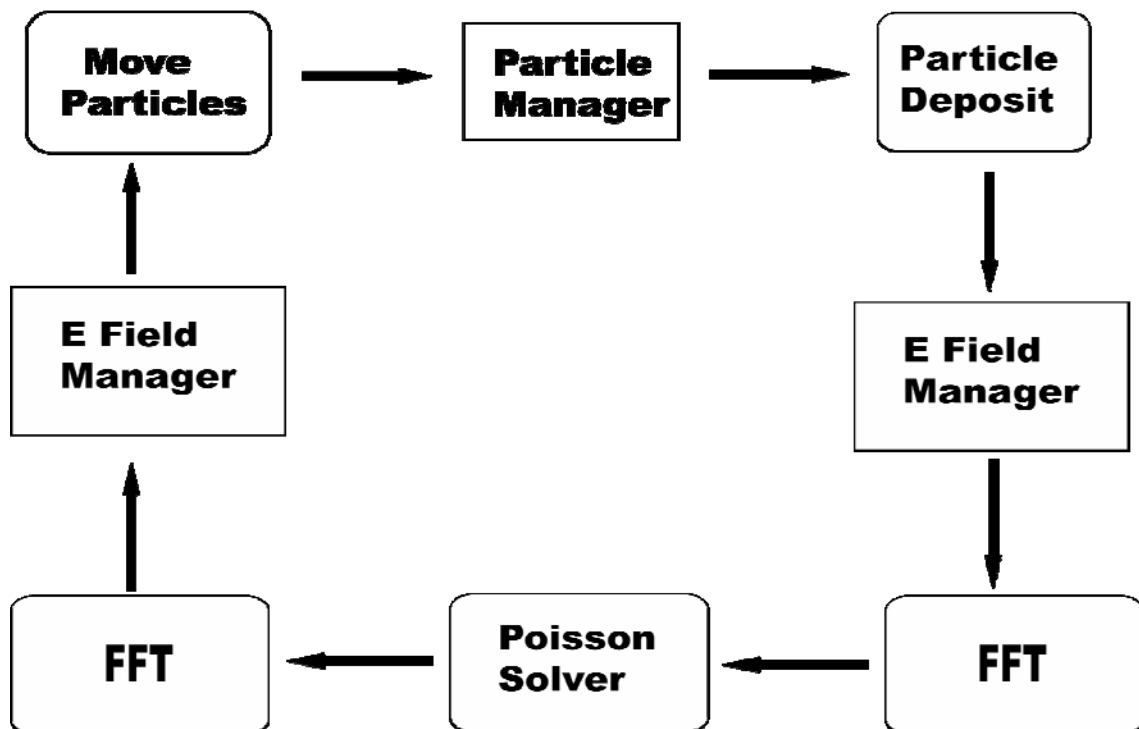 Move
Particles
Particle
Manager
Particle
Deposit
E Field
Manager
E Field
Manager
FFT
Poisson
Solver
FFT